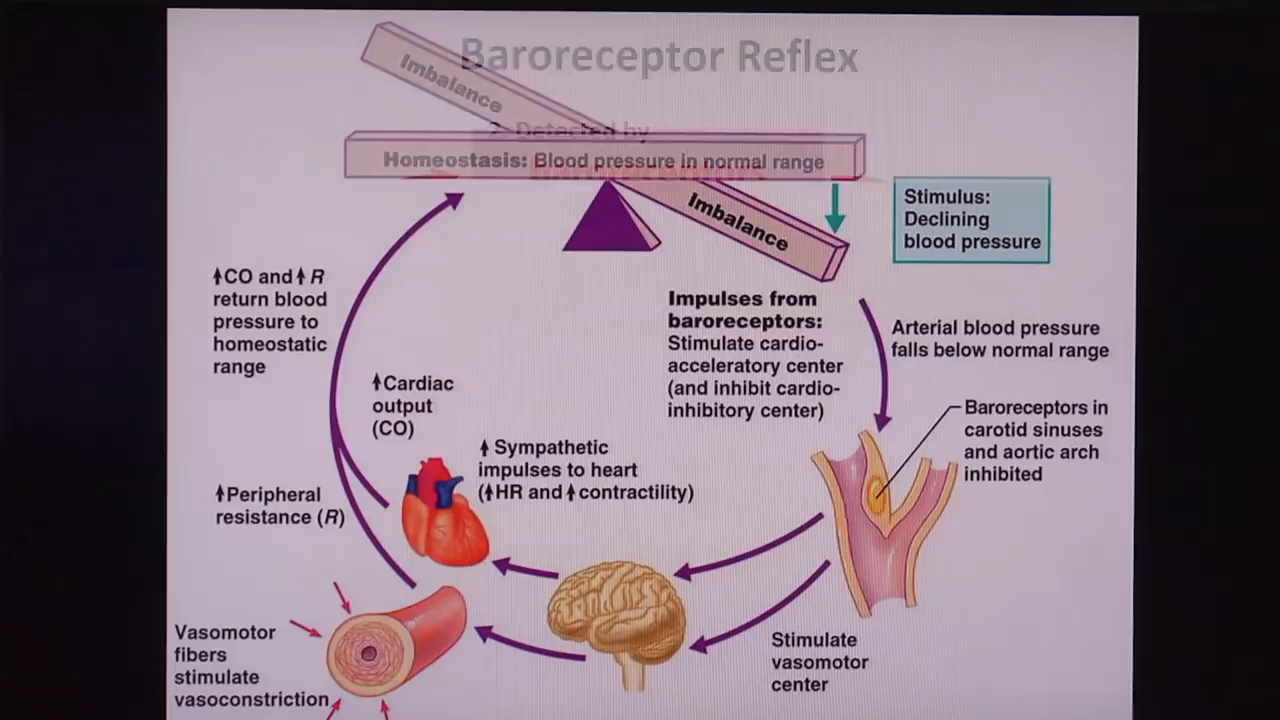 Baroreceptor Reflex
Imbalance
2. Detected by
Homeostasis: Blood pressure in normal range
Imbalance
Stimulus:
Declining
blood pressure
↑CO and↑ R
return blood
pressure to
homeostatic
range
Impulses from
baroreceptors:
Stimulate cardio-
acceleratory center
(and inhibit cardio-
inhibitory center)
Arterial blood pressure
falls below normal range
↑Cardiac
output
(CO)
Baroreceptors in
carotid sinuses
and aortic arch
inhibited
↑ Sympathetic
impulses to heart
(↑HR and ↑contractility)
↑Peripheral
resistance (R)
Vasomotor
fibers
stimulate
vasoconstriction
Stimulate
vasomotor
center